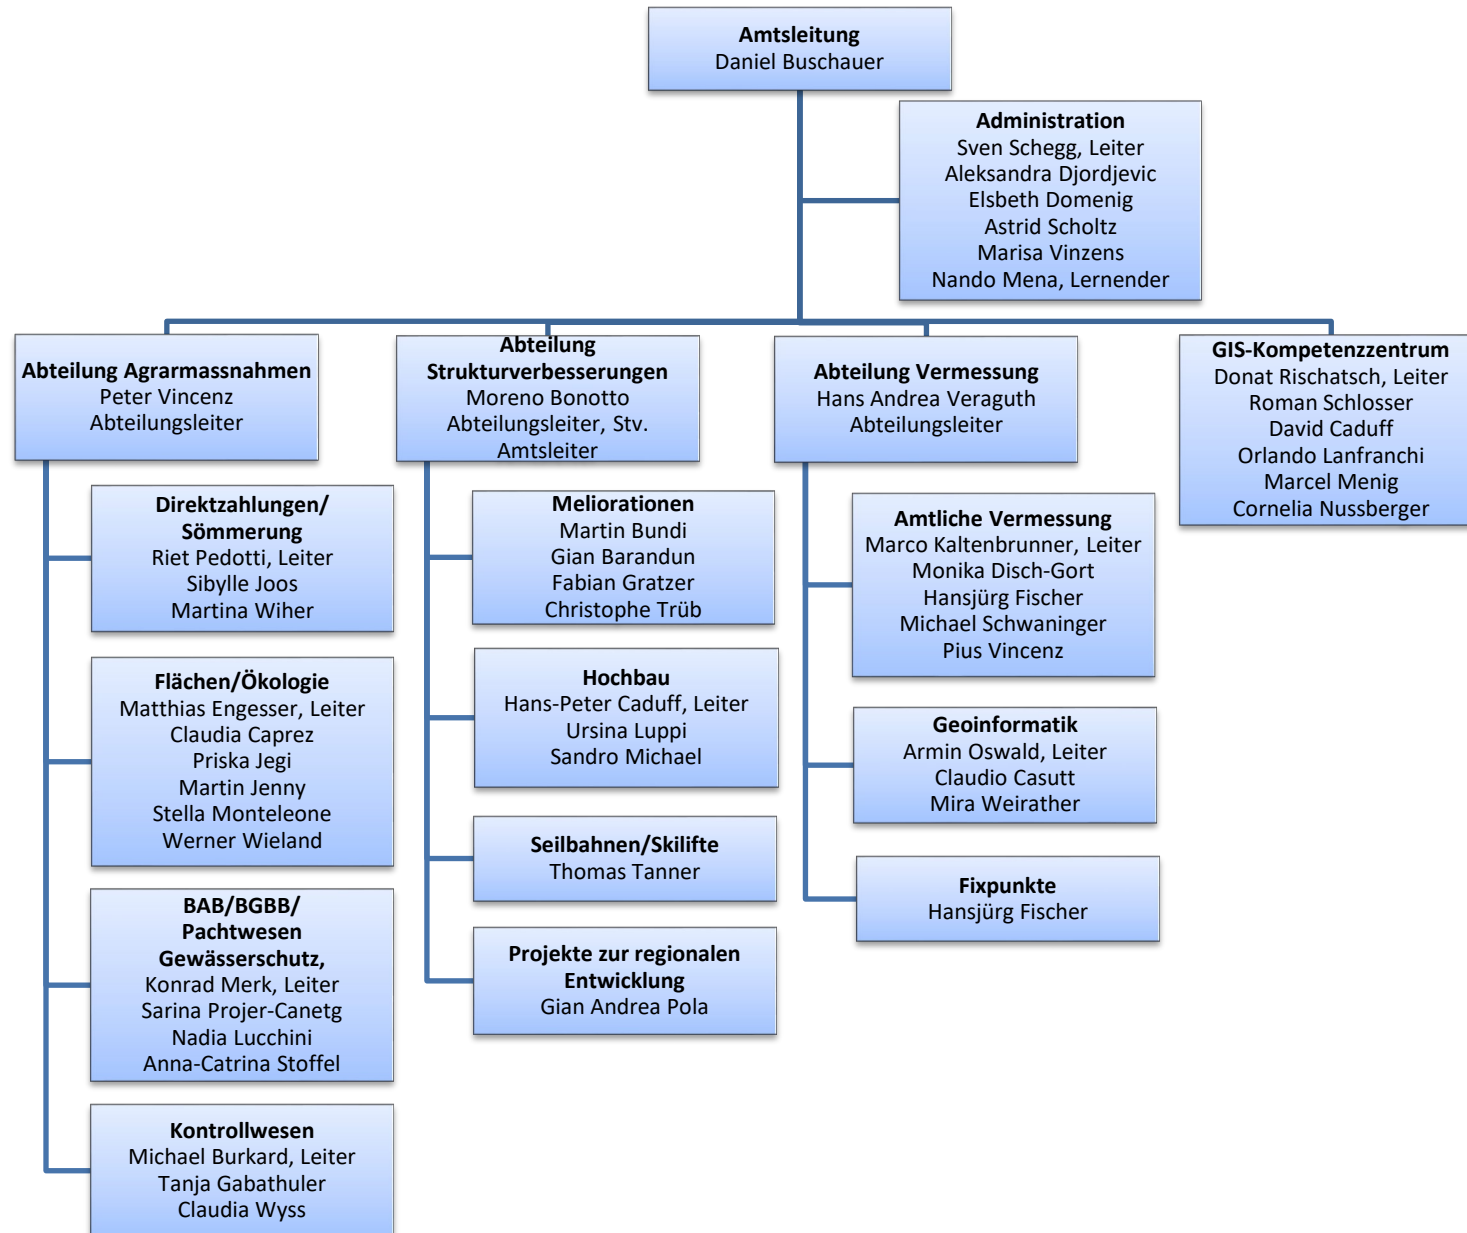 Amtsleitung
Daniel Buschauer
Administration
Sven Schegg, Leiter
Aleksandra Djordjevic
Elsbeth Domenig
Astrid Scholtz
Marisa Vinzens
Nando Mena, Lernender
Abteilung Agrarmassnahmen
Peter Vincenz
Abteilungsleiter
Direktzahlungen/
Sömmerung
Riet Pedotti, Leiter
Sibylle Joos
Martina Wiher
Flächen/Ökologie
Matthias Engesser, Leiter
Claudia Caprez
Priska Jegi
Martin Jenny
Stella Monteleone
Werner Wieland
BAB/BGBB/
Pachtwesen
Gewässerschutz,
Konrad Merk, Leiter
Sarina Projer-Canetg
Nadia Lucchini
Anna-Catrina Stoffel
Kontrollwesen
Michael Burkard, Leiter
Tanja Gabathuler
Claudia Wyss
Abteilung
Strukturverbesserungen
Moreno Bonotto
Abteilungsleiter, Stv.
Amtsleiter
Meliorationen
Martin Bundi
Gian Barandun
Fabian Gratzer
Christophe Trüb
Hochbau
Hans-Peter Caduff, Leiter
Ursina Luppi
Sandro Michael
Seilbahnen/Skilifte
Thomas Tanner
Projekte zur regionalen
Entwicklung
Gian Andrea Pola
Abteilung Vermessung
Hans Andrea Veraguth
Abteilungsleiter
Amtliche Vermessung
Marco Kaltenbrunner, Leiter
Monika Disch-Gort
Hansjürg Fischer
Michael Schwaninger
Pius Vincenz
Geoinformatik
Armin Oswald, Leiter
Claudio Casutt
Mira Weirather
Fixpunkte
Hansjürg Fischer
GIS-Kompetenzzentrum
Donat Rischatsch, Leiter
Roman Schlosser
David Caduff
Orlando Lanfranchi
Marcel Menig
Cornelia Nussberger